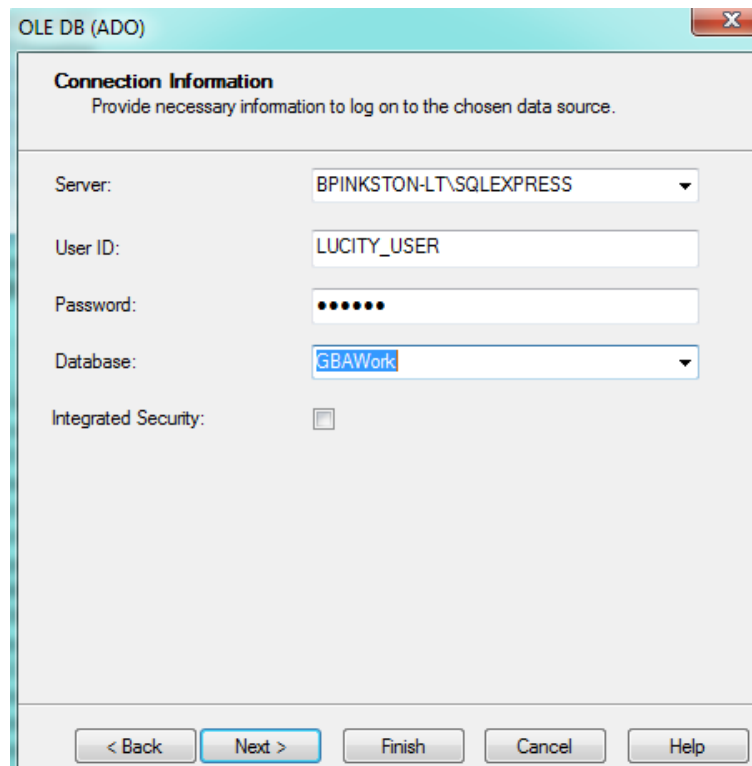 OLE DB (ADO)
Connection Information
Provide necessary information to log on to the chosen data source.
Server: BPINKSTON-LT\SQLEXPRESS
User ID: LUCITY_USER
Password: ●●●●●●
Database: GBAWork
Integrated Security:
< Back Next > Finish Cancel Help